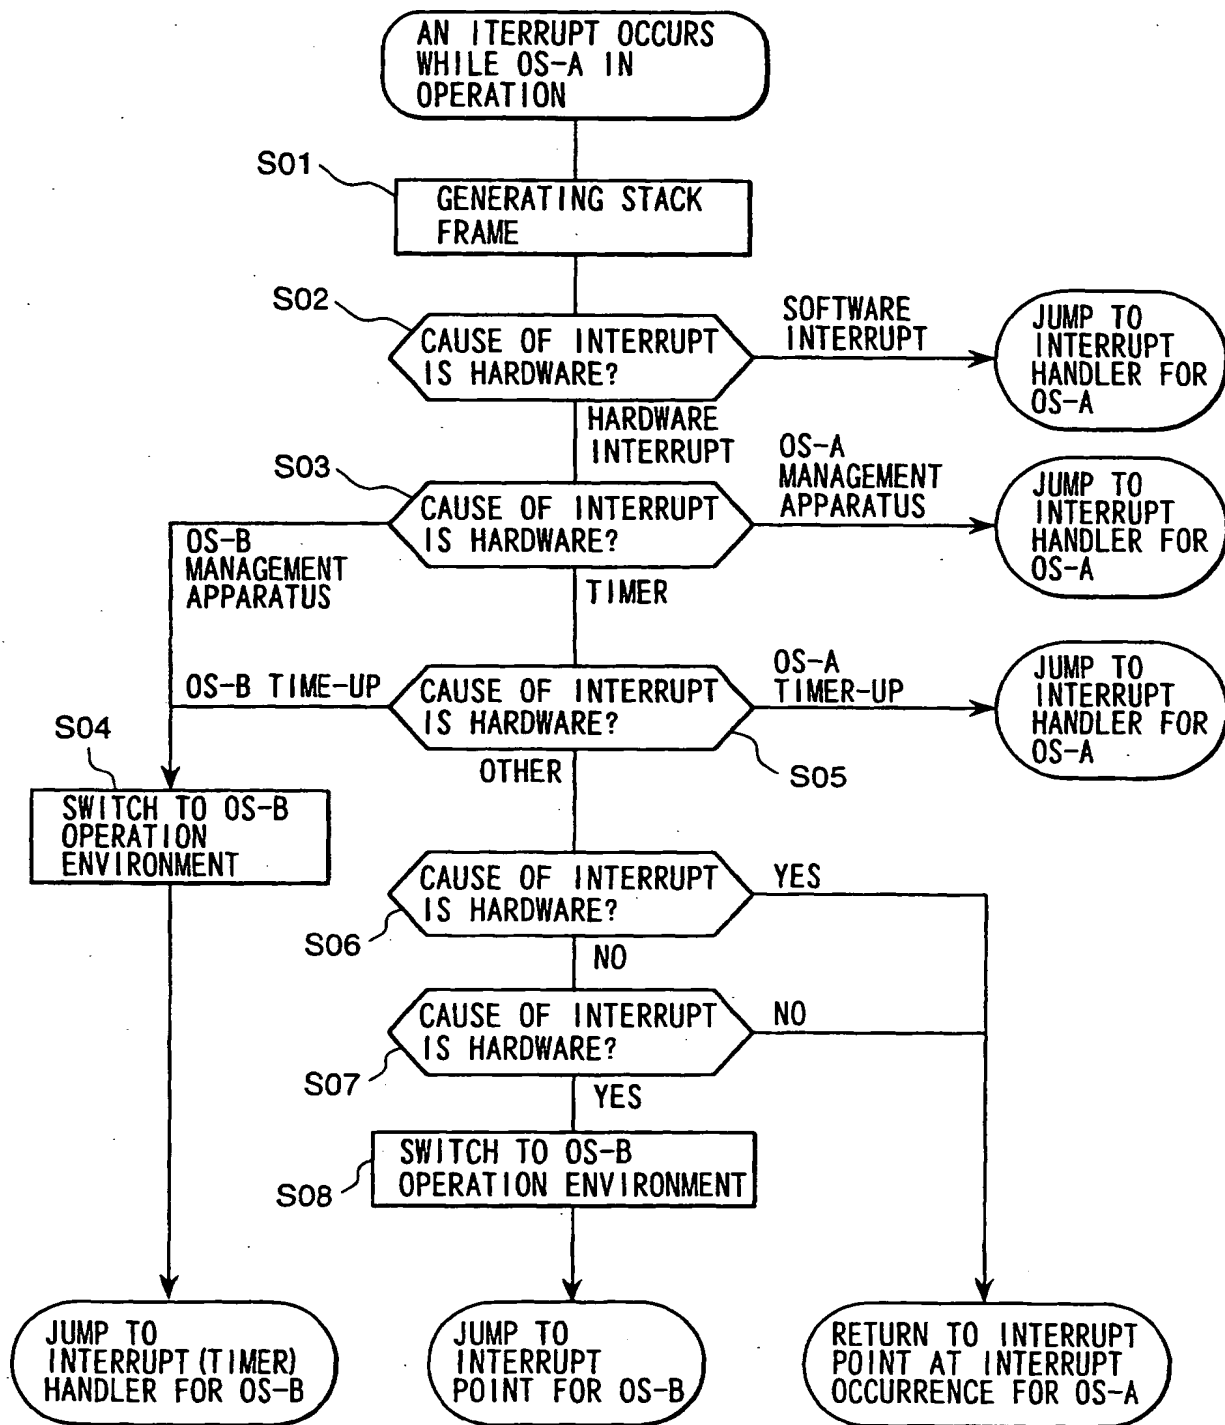 AN ITERRUPT OCCURS
WHILE OS-A IN
OPERATION
S01
GENERATING STACK
FRAME
S02
CAUSE OF INTERRUPT
IS HARDWARE?
SOFTWARE
INTERRUPT
JUMP TO
INTERRUPT
HANDLER FOR
OS-A
HARDWARE
INTERRUPT
S03
CAUSE OF INTERRUPT
IS HARDWARE?
OS-A
MANAGEMENT
APPARATUS
JUMP TO
INTERRUPT
HANDLER FOR
OS-A
OS-B
MANAGEMENT
APPARATUS
TIMER
OS-B TIME-UP
CAUSE OF INTERRUPT
IS HARDWARE?
OS-A
TIMER-UP
JUMP TO
INTERRUPT
HANDLER FOR
OS-A
S05
S04
SWITCH TO OS-B
OPERATION
ENVIRONMENT
OTHER
CAUSE OF INTERRUPT
IS HARDWARE?
YES
S06
NO
CAUSE OF INTERRUPT
IS HARDWARE?
NO
S07
YES
SWITCH TO OS-B
OPERATION ENVIRONMENT
S08
JUMP TO
INTERRUPT(TIMER)
HANDLER FOR OS-B
JUMP TO
INTERRUPT
POINT FOR OS-B
RETURN TO INTERRUPT
POINT AT INTERRUPT
OCCURRENCE FOR OS-A